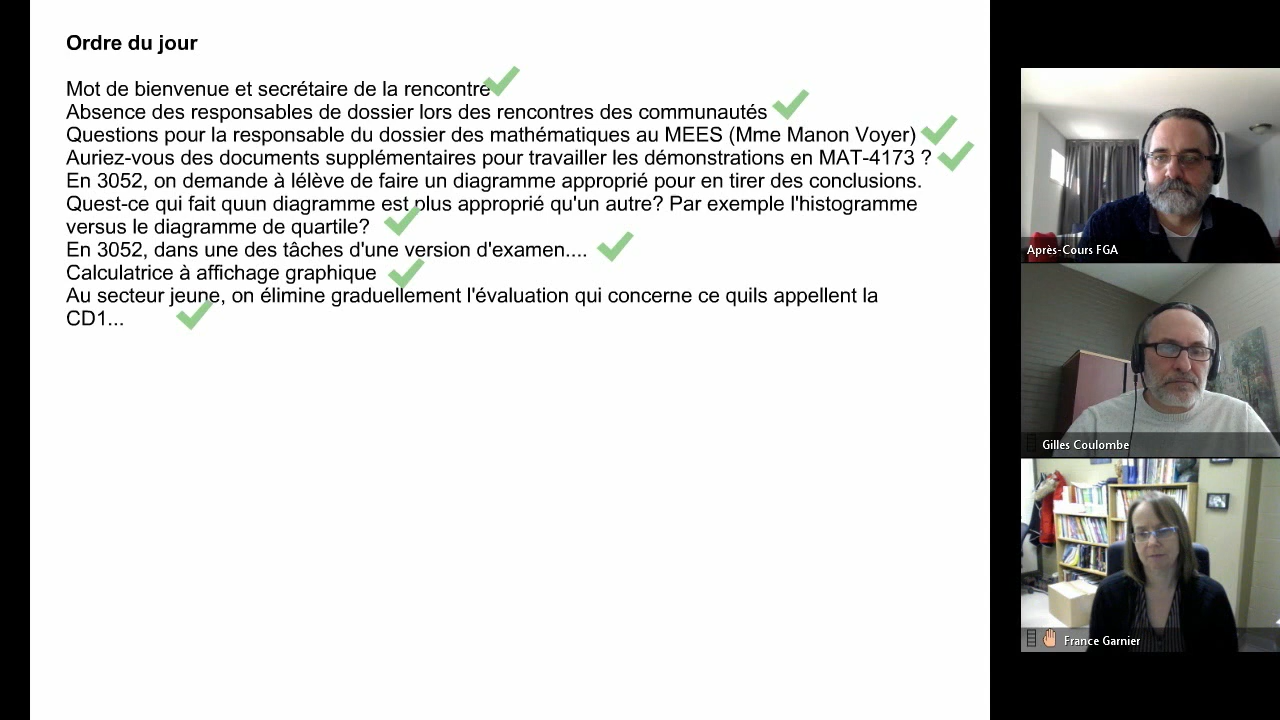 Ordre du jour
Mot de bienvenue et secrétaire de la rencontre
Absence des responsables de dossier lors des rencontres des communautés
Questions pour la responsable du dossier des mathématiques au MEES (Mme Manon Voyer)
Auriez-vous des documents supplémentaires pour travailler les démonstrations en MAT-4173 ?
En 3052, on demande à lélève de faire un diagramme approprié pour en tirer des conclusions.
Quest-ce qui fait quun diagramme est plus approprié qu'un autre? Par exemple l'histogramme
versus le diagramme de quartile?
En 3052, dans une des tâches d'une version d'examen....
Calculatrice à affichage graphique
Au secteur jeune, on élimine graduellement l'évaluation qui concerne ce quils appellent la
CD1...
Après-Cours FGA
Gilles Coulombe
France Garnier